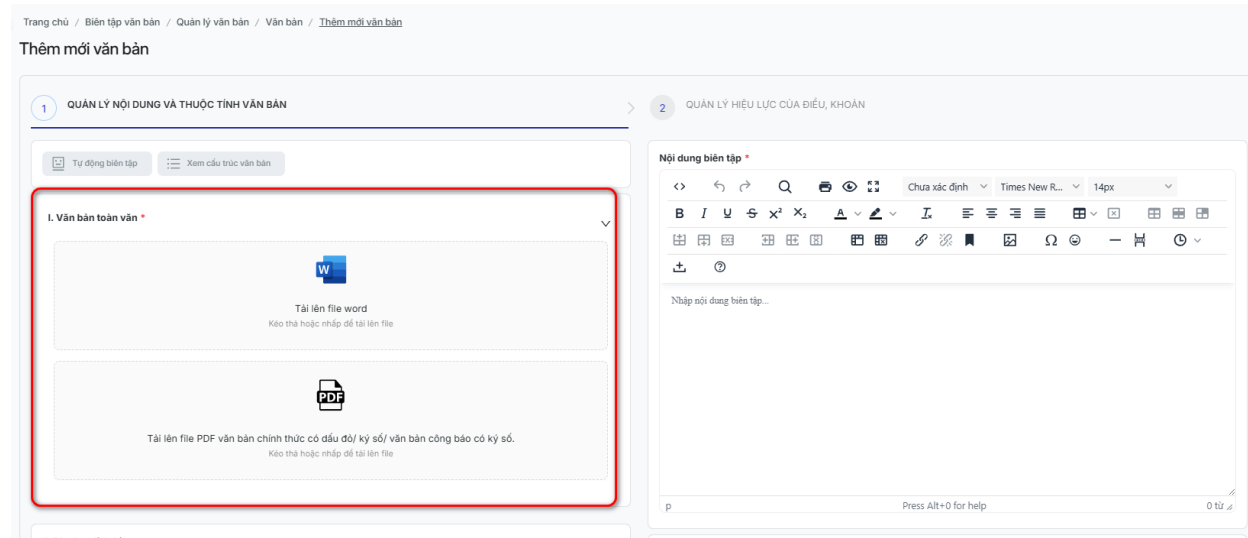 Trang chủ / Biên tập văn bản / Quản lý văn bản / Văn bản / Thêm mới văn bản
Thêm mới văn bản
1 QUẢN LÝ NỘI DUNG VÀ THUỘC TÍNH VĂN BẢN
2 QUẢN LÝ HIỆU LỰC CỦA ĐIỀU, KHOẢN
Tự động biên tập
Xem cấu trúc văn bản
I. Văn bản toàn văn *
W
Tải lên file word
Kéo thả hoặc nhấp để tải lên file
PDF
Tải lên file PDF văn bản chính thức có dấu đỏ/ ký số/ văn bản công báo có ký số.
Kéo thả hoặc nhấp để tải lên file
Nội dung biên tập *
Chưa xác định Times New R... 14px
B I U S X² X₂ A
Nhập nội dung biên tập...
p Press Alt+0 for help 0 từ